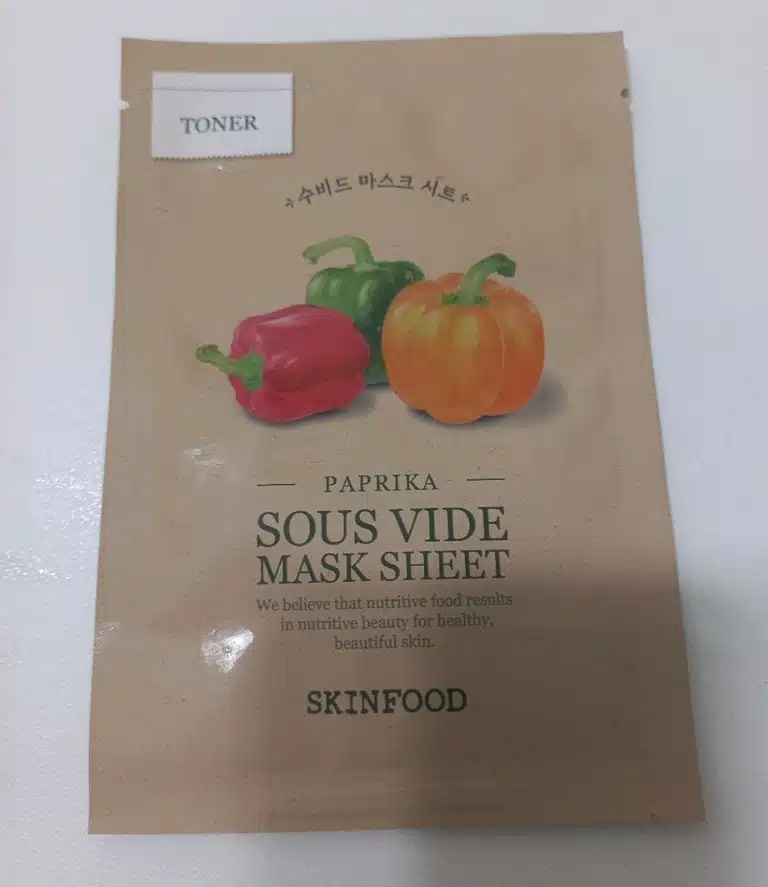 TONER
수비드 마스크 시트
PAPRIKA
SOUS VIDE
MASK SHEET
We believe that nutritive food results
in nutritive beauty for healthy,
beautiful skin.
SKINFOOD